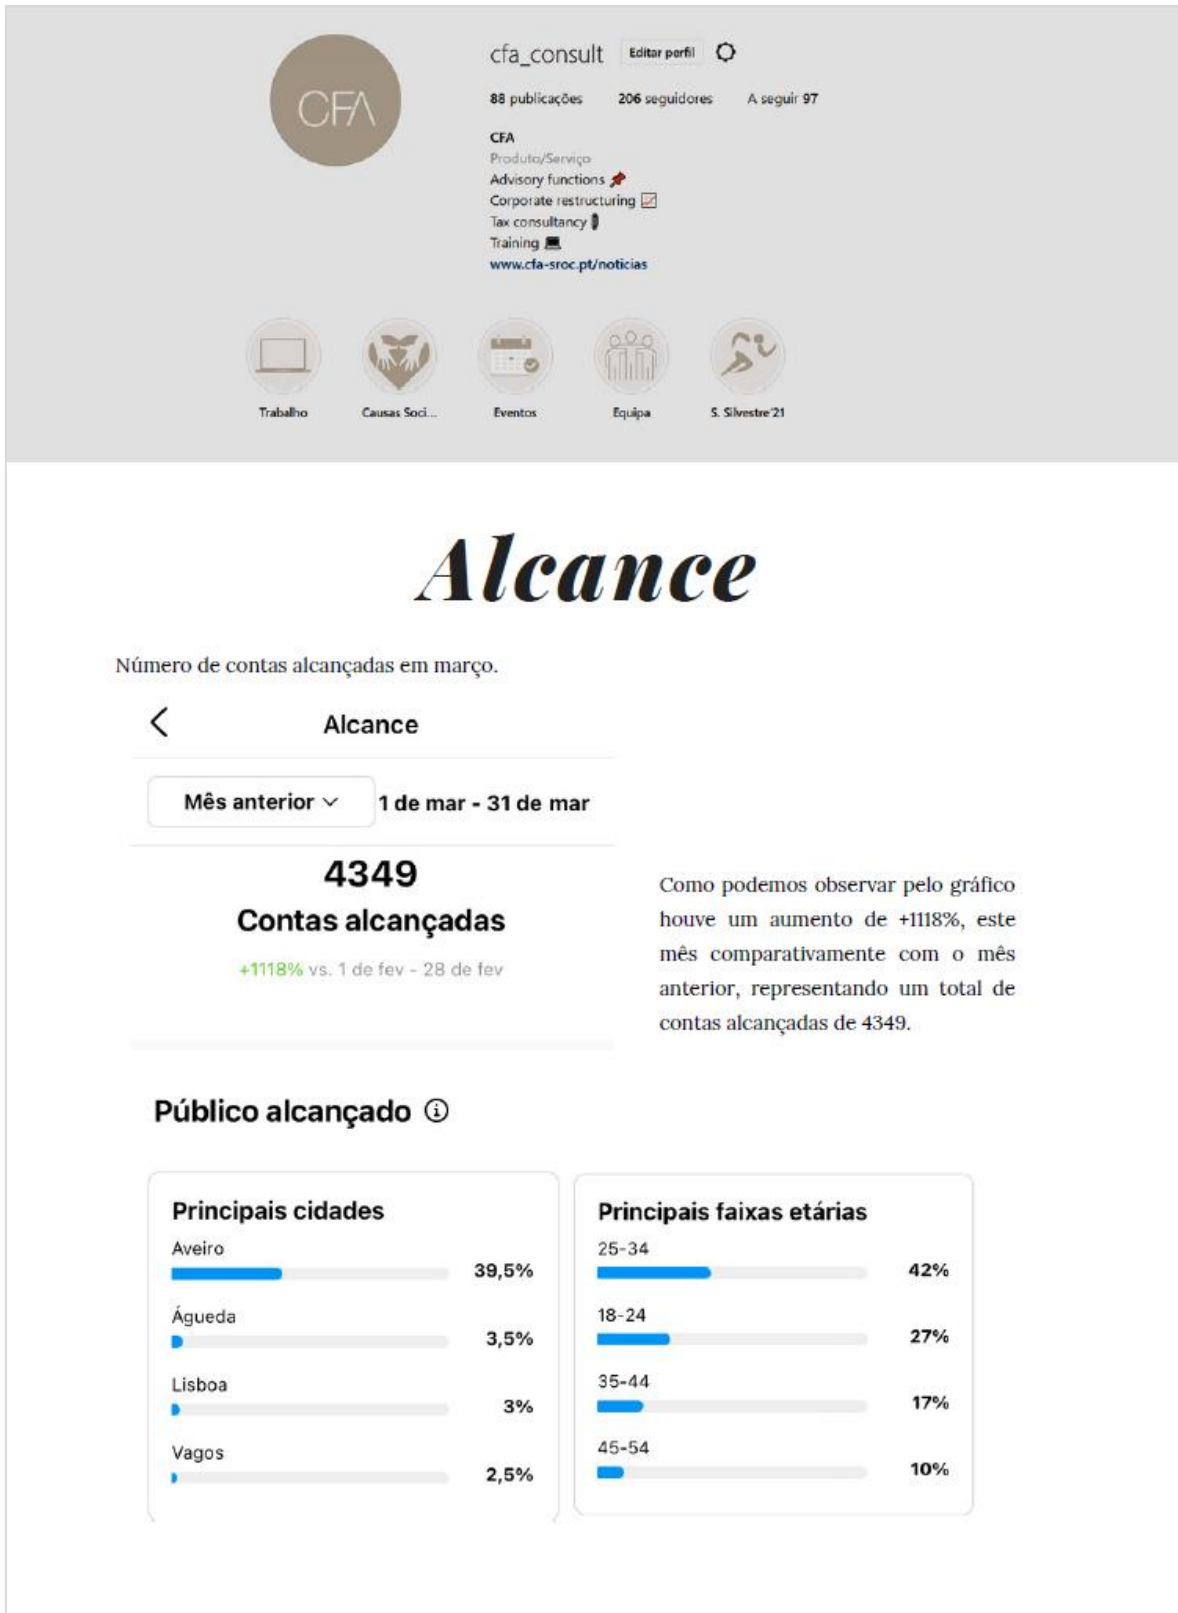 CFA
cfa_consult Editar perfil
88 publicações 206 seguidores A seguir 97
CFA
Produto/Serviço
Advisory functions
Corporate restructuring
Tax consultancy
Training
www.cfa-sroc.pt/noticias
Trabalho Causas Soci... Eventos Equipa S. Silvestre'21
Alcance
Número de contas alcançadas em março.
Alcance
Mês anterior 1 de mar - 31 de mar
4349
Contas alcançadas
+1118% vs. 1 de fev - 28 de fev
Como podemos observar pelo gráfico
houve um aumento de +1118%, este
mês comparativamente com o mês
anterior, representando um total de
contas alcançadas de 4349.
Público alcançado
Principais cidades
Aveiro
39,5%
Águeda
3,5%
Lisboa
3%
Vagos
2,5%
Principais faixas etárias
25-34
42%
18-24
27%
35-44
17%
45-54
10%